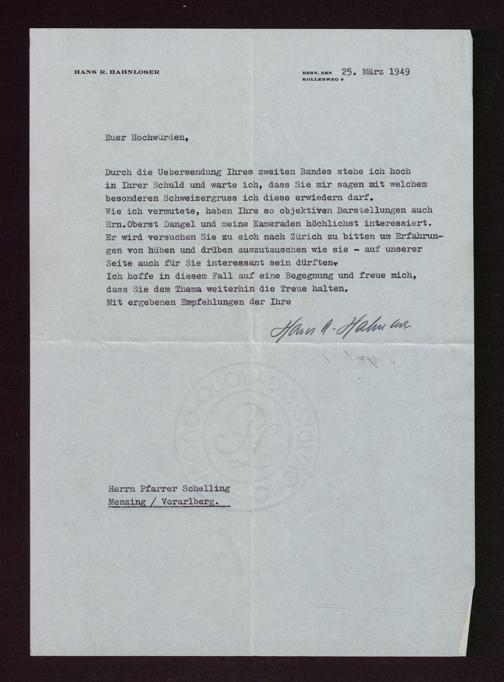 HANS R. HAHNLOSER
BERN, DEN 25. März 1949
KOLLERWEG 9
Euer Hochwürden,
Durch die Uebersendung Ihres zweiten Bandes stehe ich hoch
in Ihrer Schuld und warte ich, dass Sie mir sagen mit welchem
besonderen Schweizergruss ich diese erwiedern darf.
Wie ich vermutete, haben Ihre so objektiven Darstellungen auch
Hrn.Oberst Dangel und meine Kameraden höchlichst interessiert.
Er wird versuchen Sie zu sich nach Zürich zu bitten um Erfahrun-
gen von hüben und drüben auszutauschen wie sie - auf unserer
Seite auch für Sie interessant sein dürften.
Ich hoffe in diesem Fall auf eine Begegnung und freue mich,
dass Sie dem Thema weiterhin die Treue halten.
Mit ergebenen Empfehlungen der Ihre
Hans R. Hahnloser
Herrn Pfarrer Schelling
Menzing / Vorarlberg.